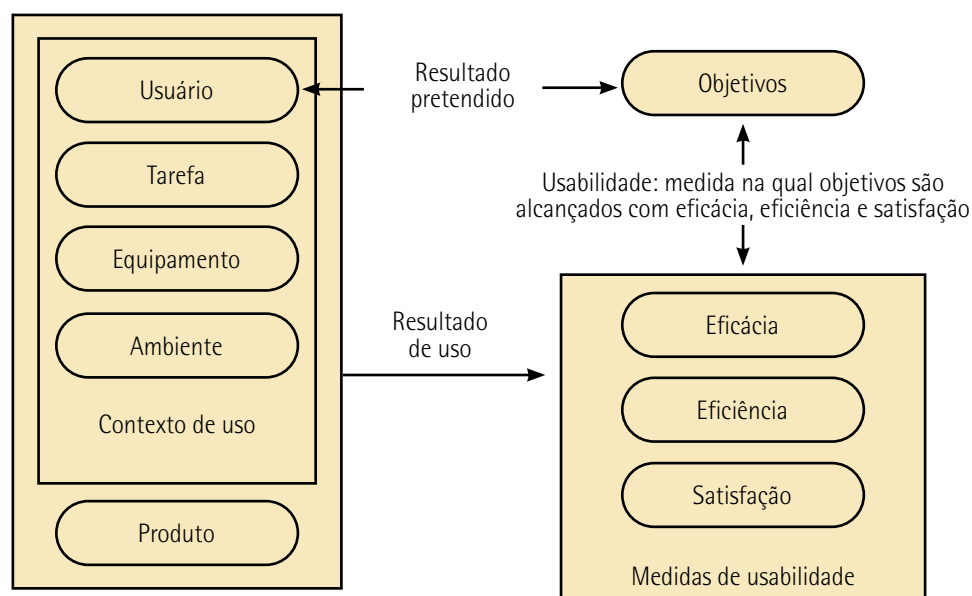 Usuário
Tarefa
Equipamento
Ambiente
Contexto de uso
Produto
Resultado
pretendido
Resultado
de uso
Objetivos
Usabilidade: medida na qual objetivos são
alcançados com eficácia, eficiência e satisfação
Eficácia
Eficiência
Satisfação
Medidas de usabilidade